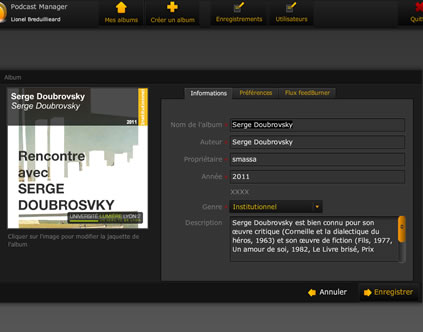 Podcast Manager
Lionel Breduillieard
Mes albums
Créer un album
Enregistrements
Utilisateurs
Quit
Album
Serge Doubrovsky
Serge Doubrovsky
2011
Institutionnel
Rencontre
avec
SERGE
DOUBROSVKY
UNIVERSITÉ LUMIÈRE LYON 2
Cliquer sur l'image pour modifier la jaquette de
l'album
Informations
Préférences
Flux feedBurner
Nom de l'album
Serge Doubrovsky
Auteur
Serge Doubrovsky
Propriétaire
smassa
Année
2011
XXXX
Genre
Institutionnel
Description
Serge Doubrovsky est bien connu pour son
œuvre critique (Corneille et la dialectique du
héros, 1963) et son œuvre de fiction (Fils, 1977,
Un amour de soi, 1982, Le Livre brisé, Prix
Annuler
Enregistrer